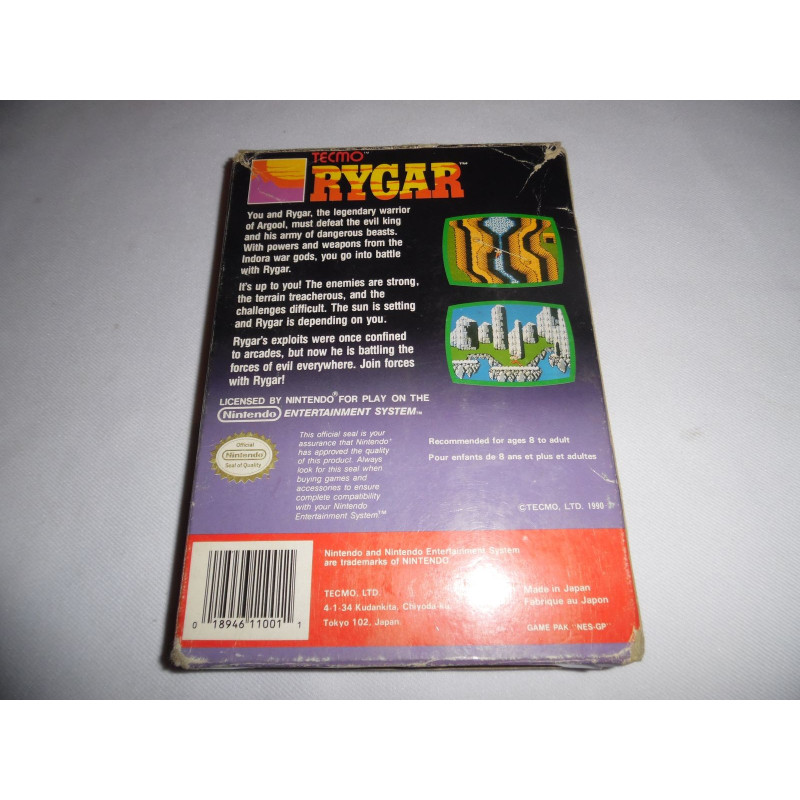 TECMO™
RYGAR™
You and Rygar, the legendary warrior
of Argool, must defeat the evil king
and his army of dangerous beasts.
With powers and weapons from the
Indora war gods, you go into battle
with Rygar.
It's up to you! The enemies are strong,
the terrain treacherous, and the
challenges difficult. The sun is setting
and Rygar is depending on you.
Rygar's exploits were once confined
to arcades, but now he is battling the
forces of evil everywhere. Join forces
with Rygar!
LICENSED BY NINTENDO® FOR PLAY ON THE
Nintendo ENTERTAINMENT SYSTEM™
Official
Nintendo
Seal of Quality
This official seal is your
assurance that Nintendo®
has approved the quality
of this product. Always
look for this seal when
buying games and
accessories to ensure
complete compatibility
with your Nintendo
Entertainment System™
Recommended for ages 8 to adult
Pour enfants de 8 ans et plus et adultes
©TECMO, LTD. 1990
Nintendo and Nintendo Entertainment System
are trademarks of NINTENDO
TECMO, LTD.
4-1-34 Kudankita, Chiyoda-ku,
Tokyo 102, Japan
Made in Japan
Fabrique au Japon
GAME PAK "NES-GP"
0 18946 11001 1